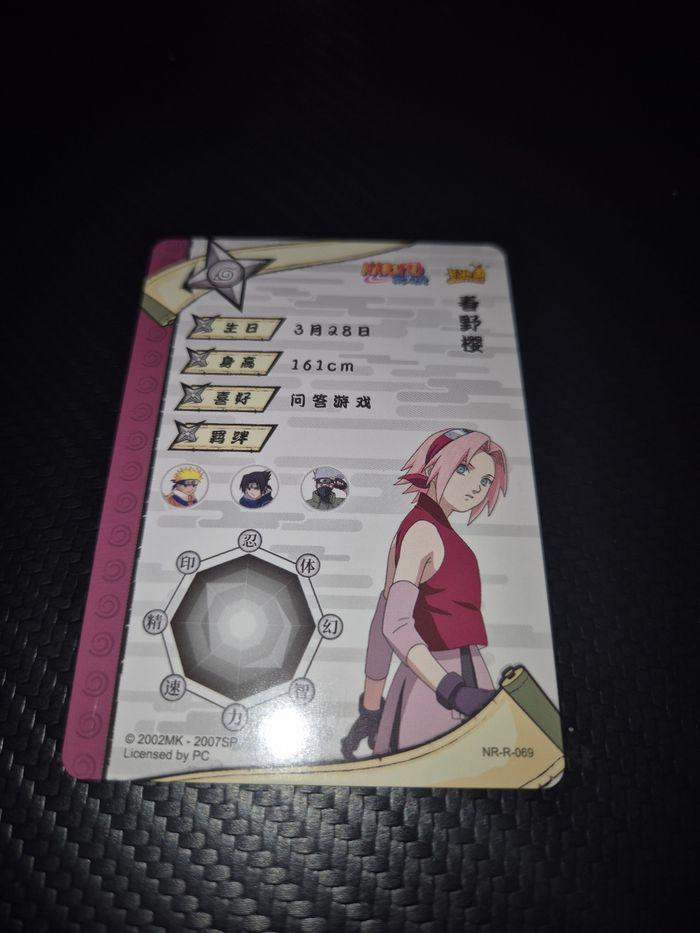 NARUTO
春野樱
生日 3月28日
身高 161cm
喜好 问答游戏
羁绊
忍
体
幻
智
力
速
精
印
© 2002MK - 2007SP
Licensed by PC
NR-R-069